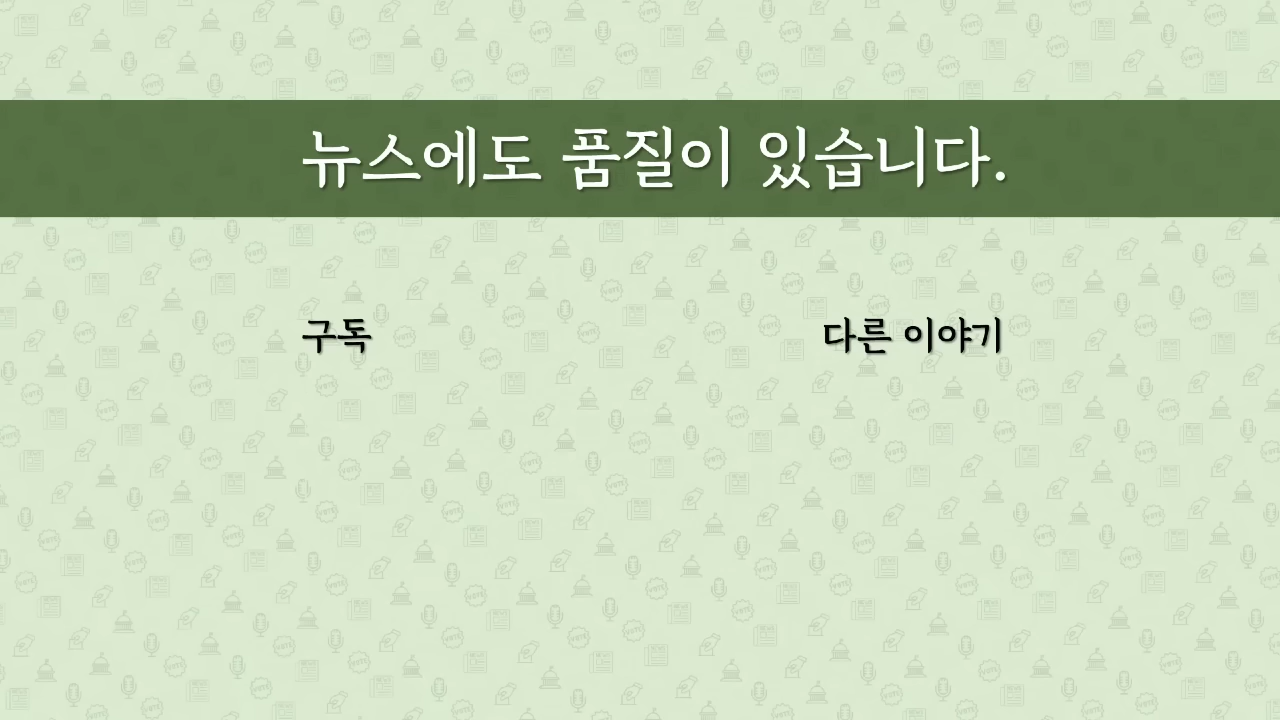 뉴스에도 품질이 있습니다.
구독
다른 이야기